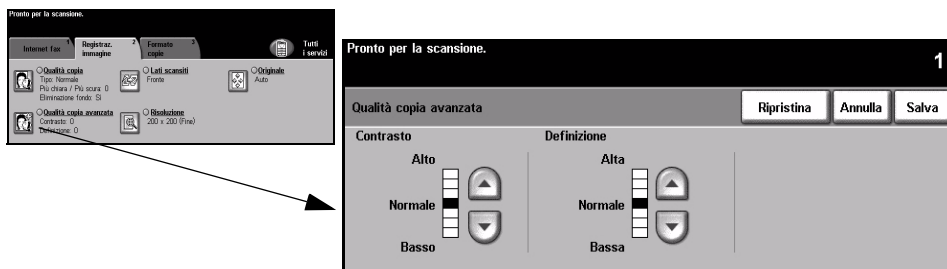 Pronto per la scansione.
Internet fax 1
Registraz. immagine 2
Formato copie 3
Tutti i servizi
Qualità copia
Tipo: Normale
Più chiara / Più scura: 0
Eliminazione fondo: Sì
Lati scansiti
Fronte
Originale
Auto
Qualità copia avanzata
Contrasto: 0
Definizione: 0
Risoluzione
200 x 200 (Fine)
Pronto per la scansione.
1
Qualità copia avanzata
Ripristina
Annulla
Salva
Contrasto
Definizione
Alto
Normale
Basso
Alta
Normale
Bassa